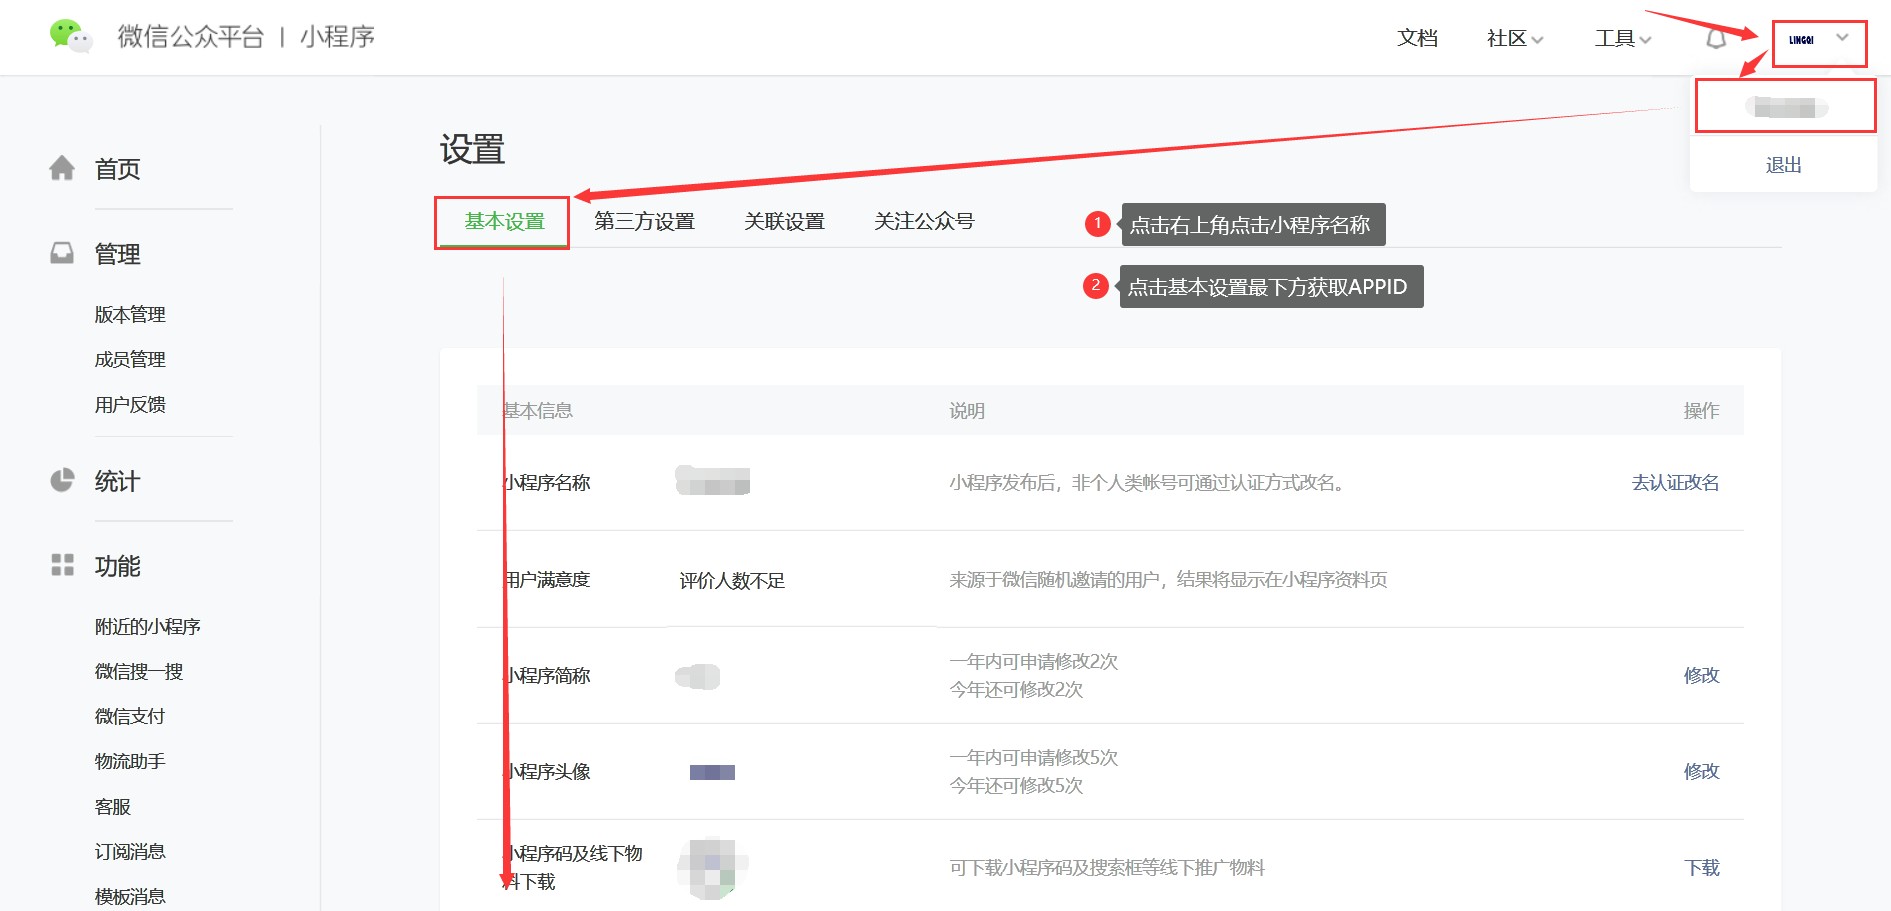 微信公众平台 | 小程序
文档
社区
工具
LINGQI
退出
首页
管理
版本管理
成员管理
用户反馈
统计
功能
附近的小程序
微信搜一搜
微信支付
物流助手
客服
订阅消息
模板消息
设置
基本设置
第三方设置
关联设置
关注公众号
1 点击右上角点击小程序名称
2 点击基本设置最下方获取APPID
基本信息
说明
操作
小程序名称
小程序发布后，非个人类帐号可通过认证方式改名。
去认证改名
用户满意度
评价人数不足
来源于微信随机邀请的用户，结果将显示在小程序资料页
小程序简称
一年内可申请修改2次
今年还可修改2次
修改
小程序头像
一年内可申请修改5次
今年还可修改5次
修改
小程序码及线下物
料下载
可下载小程序码及搜索框等线下推广物料
下载